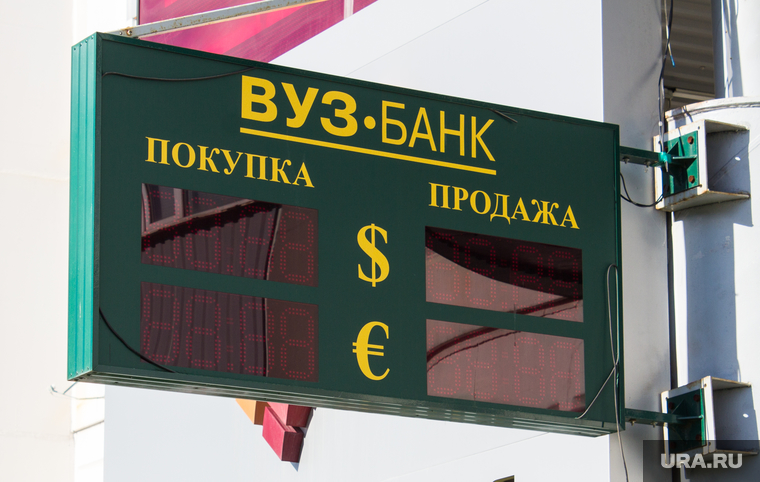 ВУЗ•БАНК
ПОКУПКА
ПРОДАЖА
$
€
URA.RU